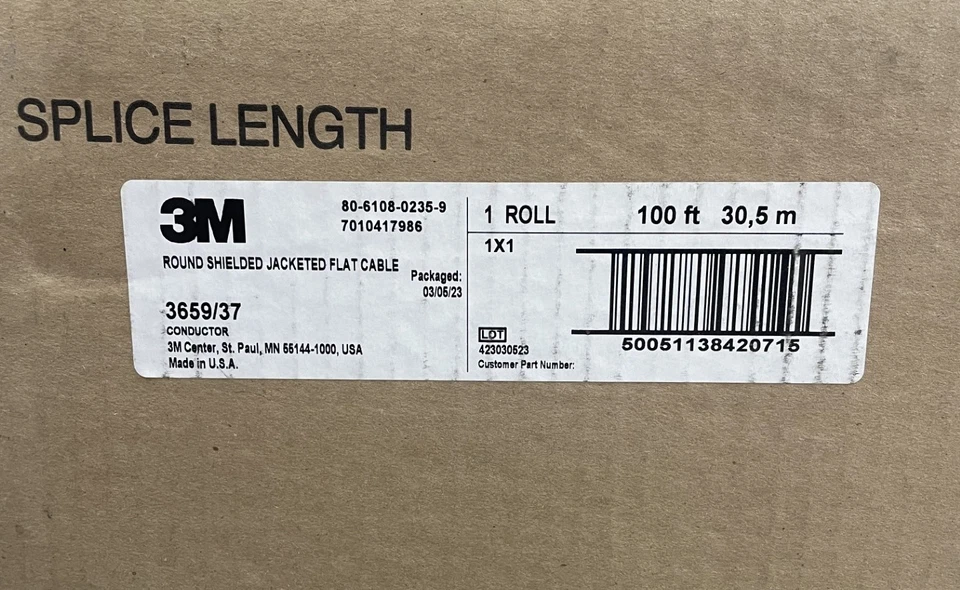 SPLICE LENGTH
3M
80-6108-0235-9
7010417986
ROUND SHIELDED JACKETED FLAT CABLE
Packaged:
03/05/23
3659/37
CONDUCTOR
3M Center, St. Paul, MN 55144-1000, USA
Made in U.S.A.
1 ROLL 100 ft 30,5 m
1X1
50051138420715
LOT
423030523
Customer Part Number: